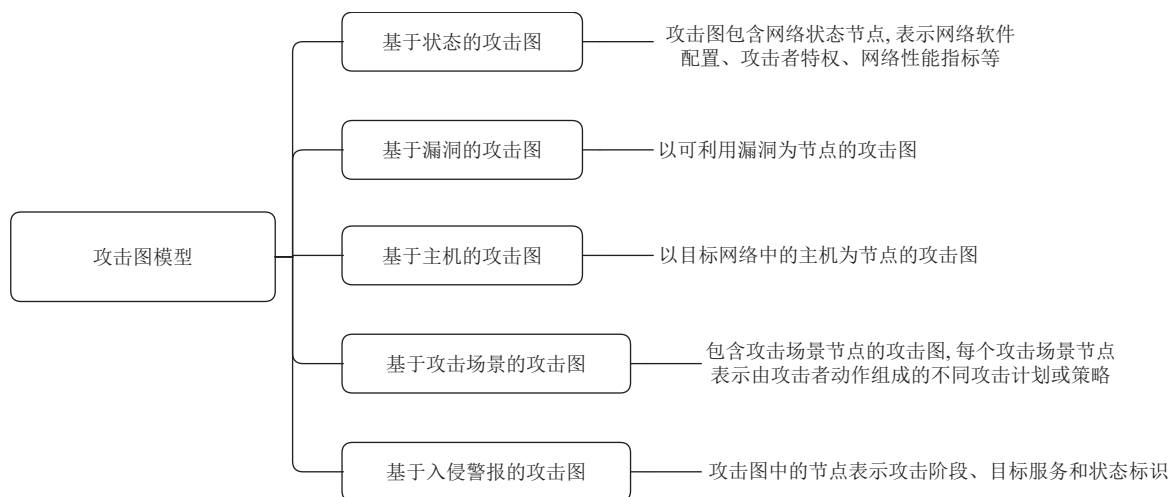 基于状态的攻击图
攻击图包含网络状态节点, 表示网络软件
配置、攻击者特权、网络性能指标等
基于漏洞的攻击图
以可利用漏洞为节点的攻击图
攻击图模型
基于主机的攻击图
以目标网络中的主机为节点的攻击图
基于攻击场景的攻击图
包含攻击场景节点的攻击图, 每个攻击场景节点
表示由攻击者动作组成的不同攻击计划或策略
基于入侵警报的攻击图
攻击图中的节点表示攻击阶段、目标服务和状态标识